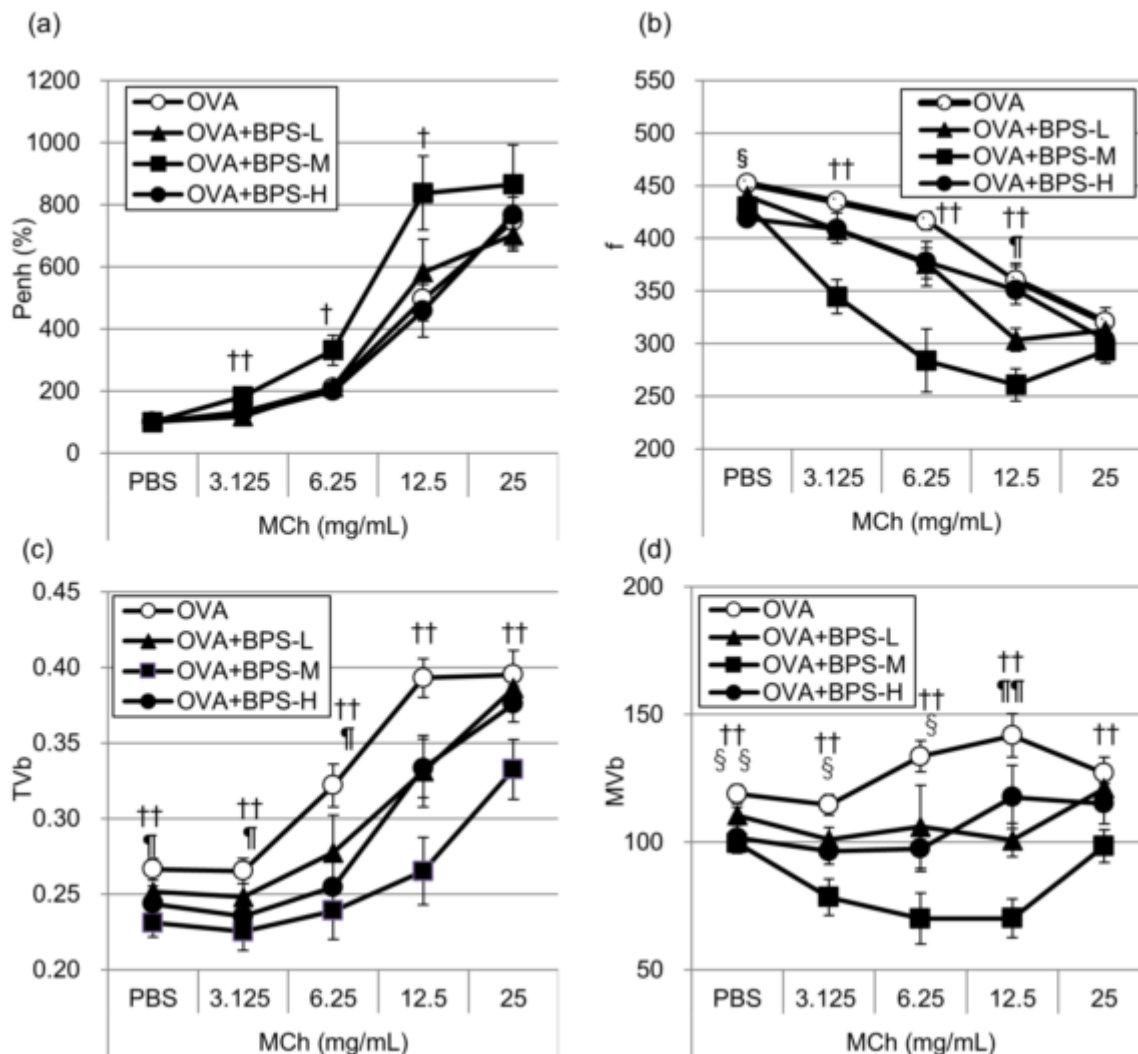 (a)
1200
1000
800
600
400
200
0
Penh (%)
OVA
OVA+BPS-L
OVA+BPS-M
OVA+BPS-H
††
†
†
PBS 3.125 6.25 12.5 25
MCh (mg/mL)
(b)
550
500
450
400
350
300
250
200
f
OVA
OVA+BPS-L
OVA+BPS-M
OVA+BPS-H
§
††
††
††
¶
PBS 3.125 6.25 12.5 25
MCh (mg/mL)
(c)
0.45
0.40
0.35
0.30
0.25
0.20
TVb
OVA
OVA+BPS-L
OVA+BPS-M
OVA+BPS-H
††
¶
††
¶
††
¶
††
††
PBS 3.125 6.25 12.5 25
MCh (mg/mL)
(d)
200
150
100
50
MVb
OVA
OVA+BPS-L
OVA+BPS-M
OVA+BPS-H
††
§ §
††
§
††
§
††
¶¶
††
PBS 3.125 6.25 12.5 25
MCh (mg/mL)